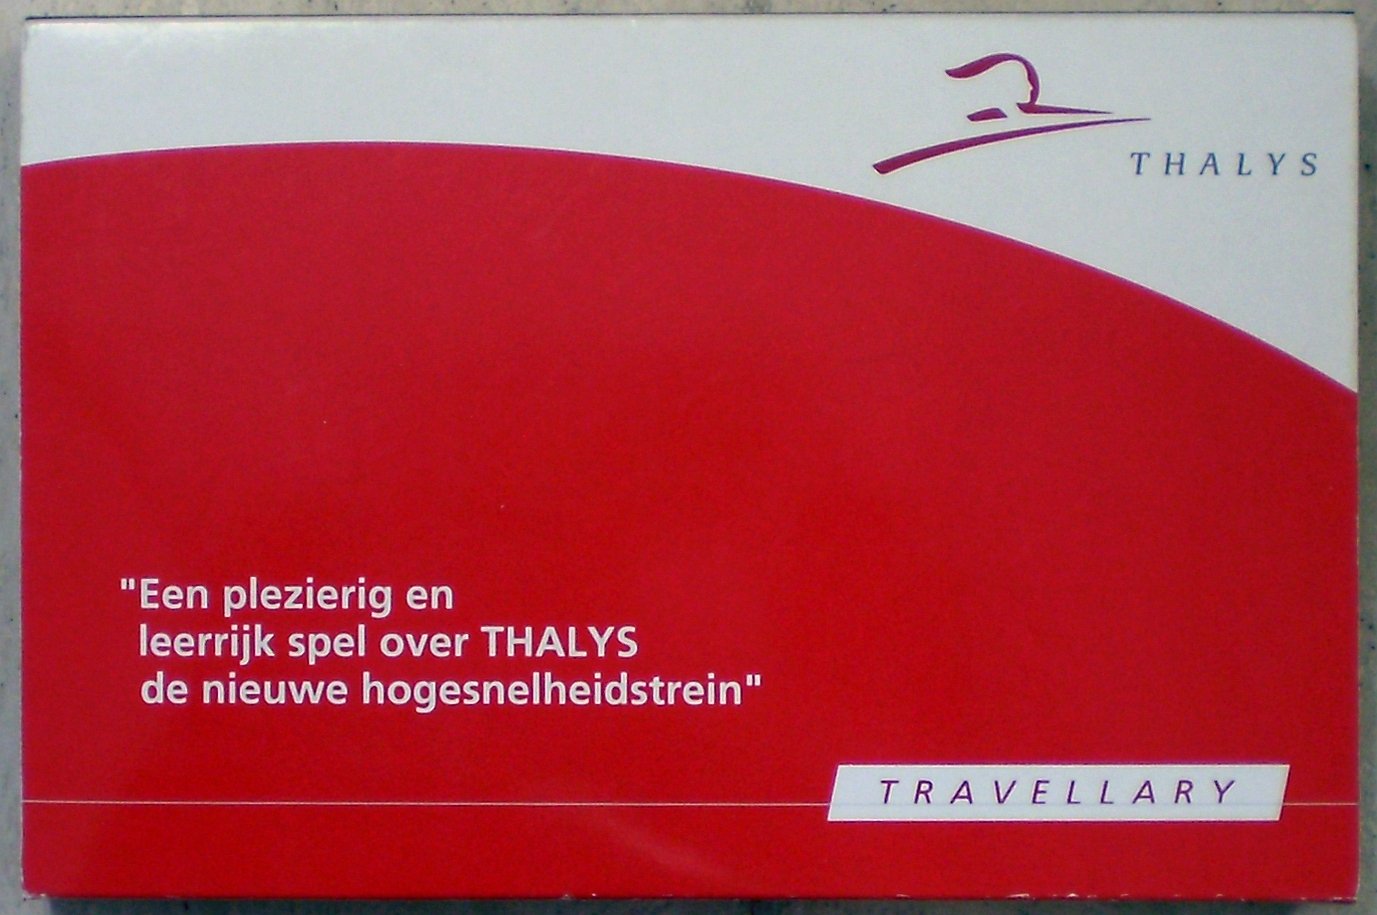 THALYS
"Een plezierig en
leerrijk spel over THALYS
de nieuwe hogesnelheidstrein"
TRAVELLARY